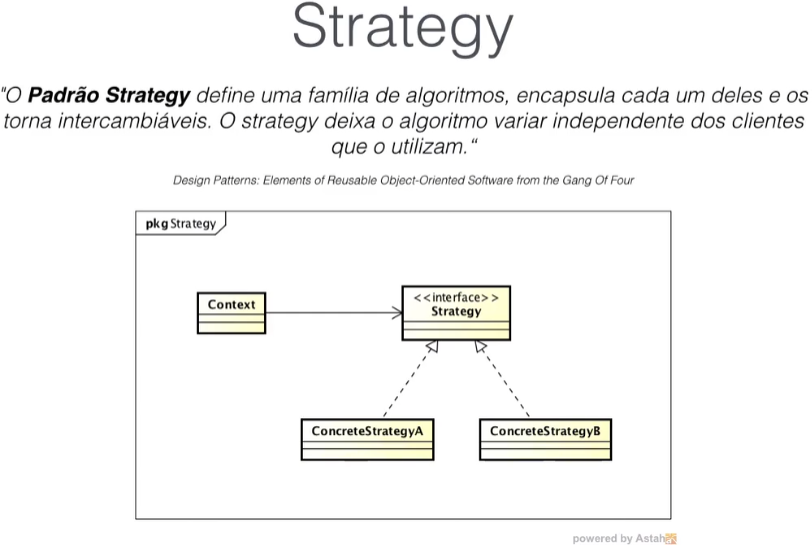 Strategy
"O Padrão Strategy define uma família de algoritmos, encapsula cada um deles e os
torna intercambiáveis. O strategy deixa o algoritmo variar independente dos clientes
que o utilizam.“
Design Patterns: Elements of Reusable Object-Oriented Software from the Gang Of Four
pkg Strategy
Context
<<interface>>
Strategy
ConcreteStrategyA
ConcreteStrategyB
powered by Astah